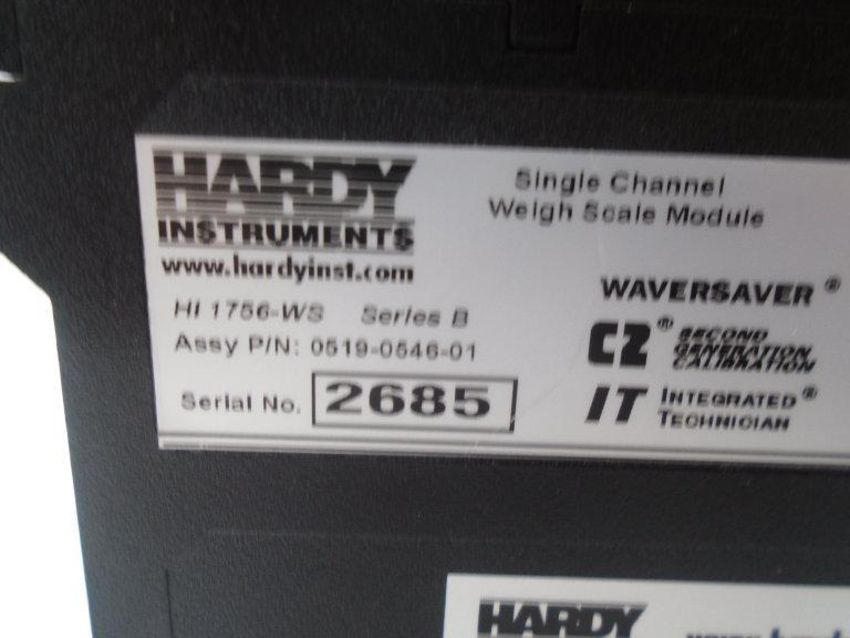 HARDY
INSTRUMENTS
www.hardyinst.com
Single Channel
Weigh Scale Module
HI 1756-WS Series B
Assy P/N: 0519-0546-01
Serial No. 2685
WAVERSAVER ®
C2 ® SECOND
GENERATION
CALIBRATION
IT INTEGRATED ®
TECHNICIAN
HARDY